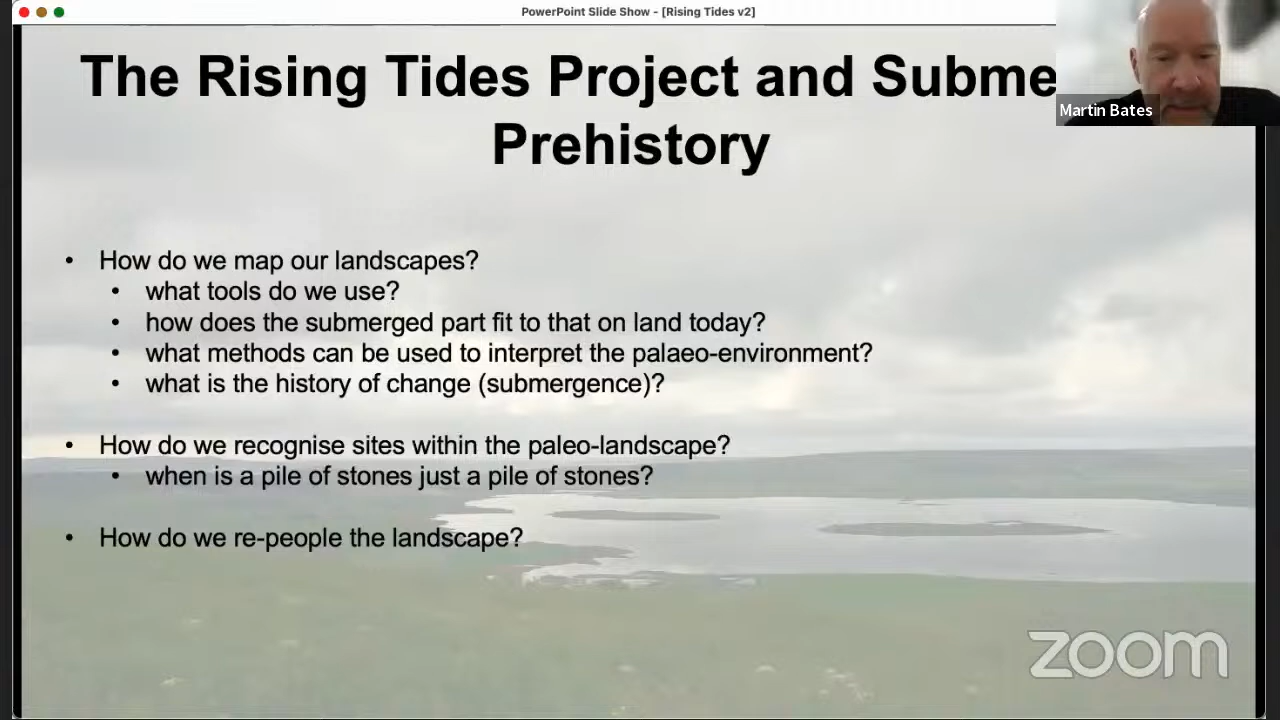 PowerPoint Slide Show - [Rising Tides v2]
The Rising Tides Project and Subme
Prehistory
Martin Bates
• How do we map our landscapes?
• what tools do we use?
• how does the submerged part fit to that on land today?
• what methods can be used to interpret the palaeo-environment?
• what is the history of change (submergence)?
• How do we recognise sites within the paleo-landscape?
• when is a pile of stones just a pile of stones?
• How do we re-people the landscape?
zoom